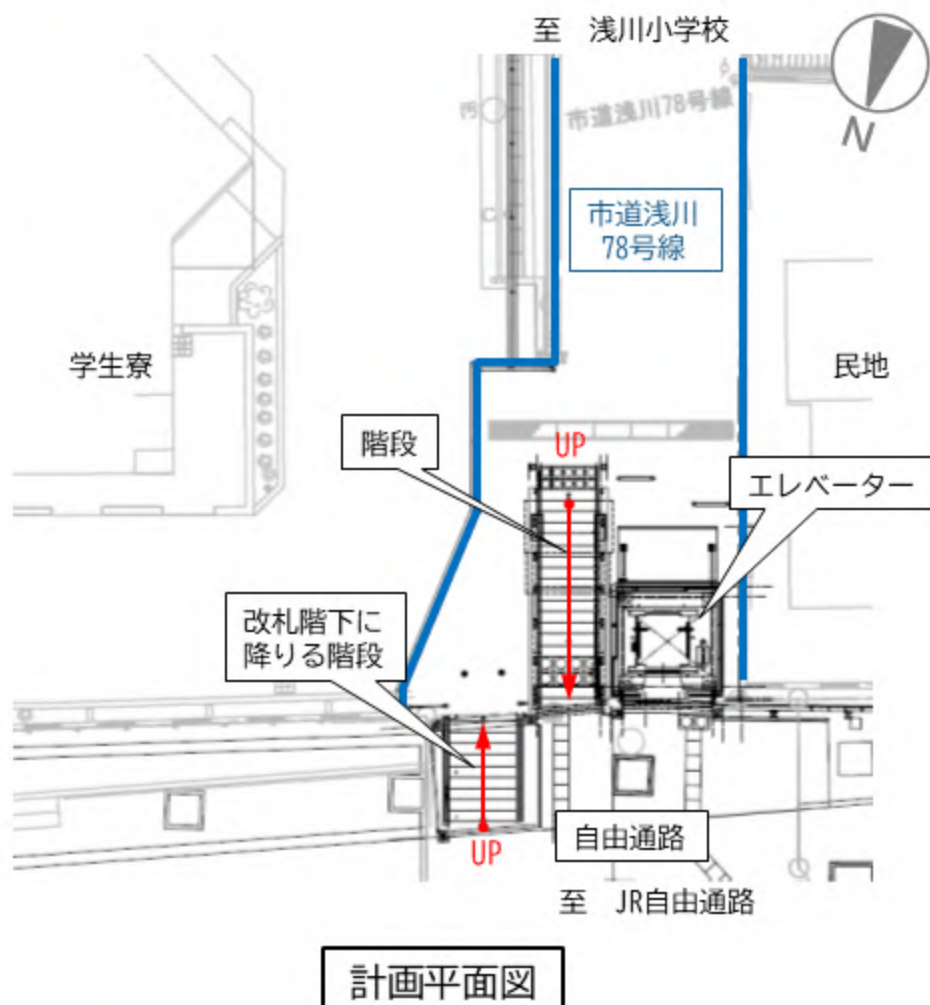 至 浅川小学校
N
汚
市道浅川78号線
市道浅川
78号線
学生寮
民地
階段
UP
エレベーター
改札階下に
降りる階段
UP
自由通路
至 JR自由通路
計画平面図